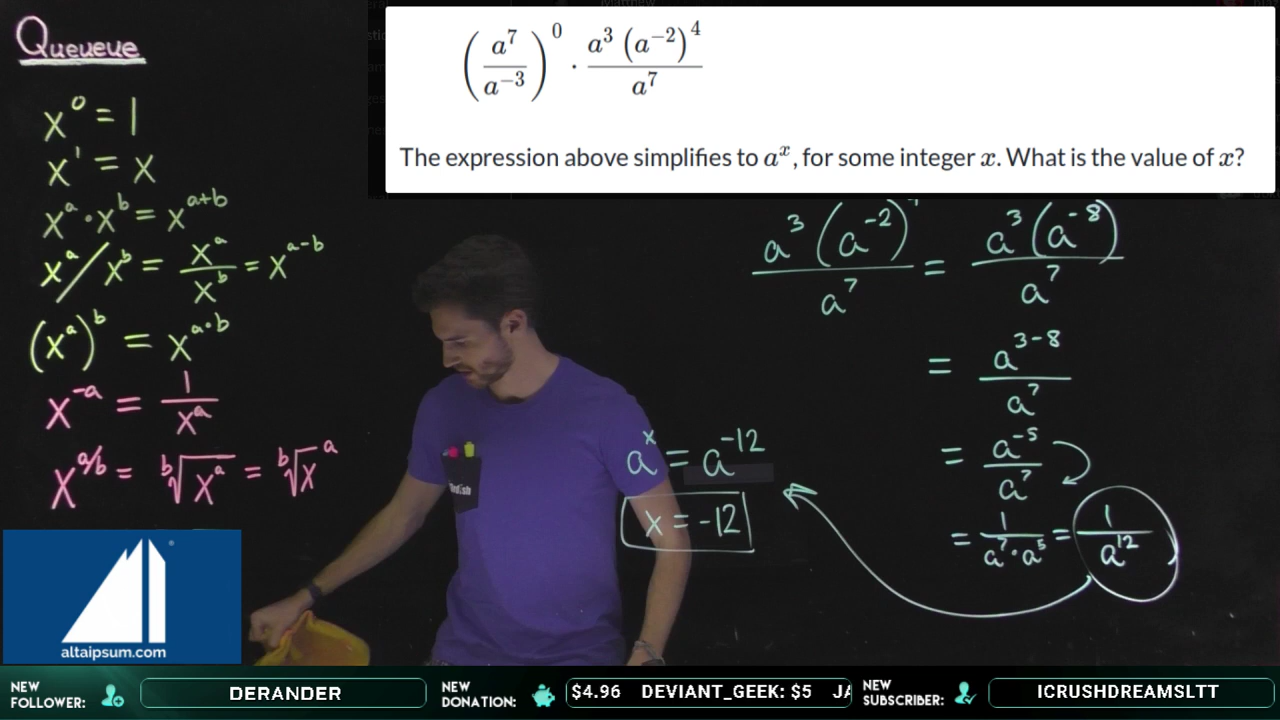 Queueue
x⁰ = 1
x¹ = x
xᵃ · xᵇ = xᵃ⁺ᵇ
xᵃ / xᵇ = xᵃ/xᵇ = xᵃ⁻ᵇ
(xᵃ)ᵇ = xᵃ·ᵇ
x⁻ᵃ = 1/xᵃ
x^(a/b) = ᵇ√(xᵃ) = (ᵇ√x)ᵃ
altaipsum.com
(a⁷/a⁻³)⁰ · a³(a⁻²)⁴/a⁷
The expression above simplifies to aˣ, for some integer x. What is the value of x?
a³(a⁻²)⁴/a⁷ = a³(a⁻⁸)/a⁷
= a³⁻⁸/a⁷
= a⁻⁵/a⁷
= 1/(a⁷·a⁵) = 1/a¹²
aˣ = a⁻¹²
x = -12
NEW FOLLOWER: DERANDER
NEW DONATION: $4.96 DEVIANT_GEEK: $5 JA
NEW SUBSCRIBER: ICRUSHDREAMSLTT